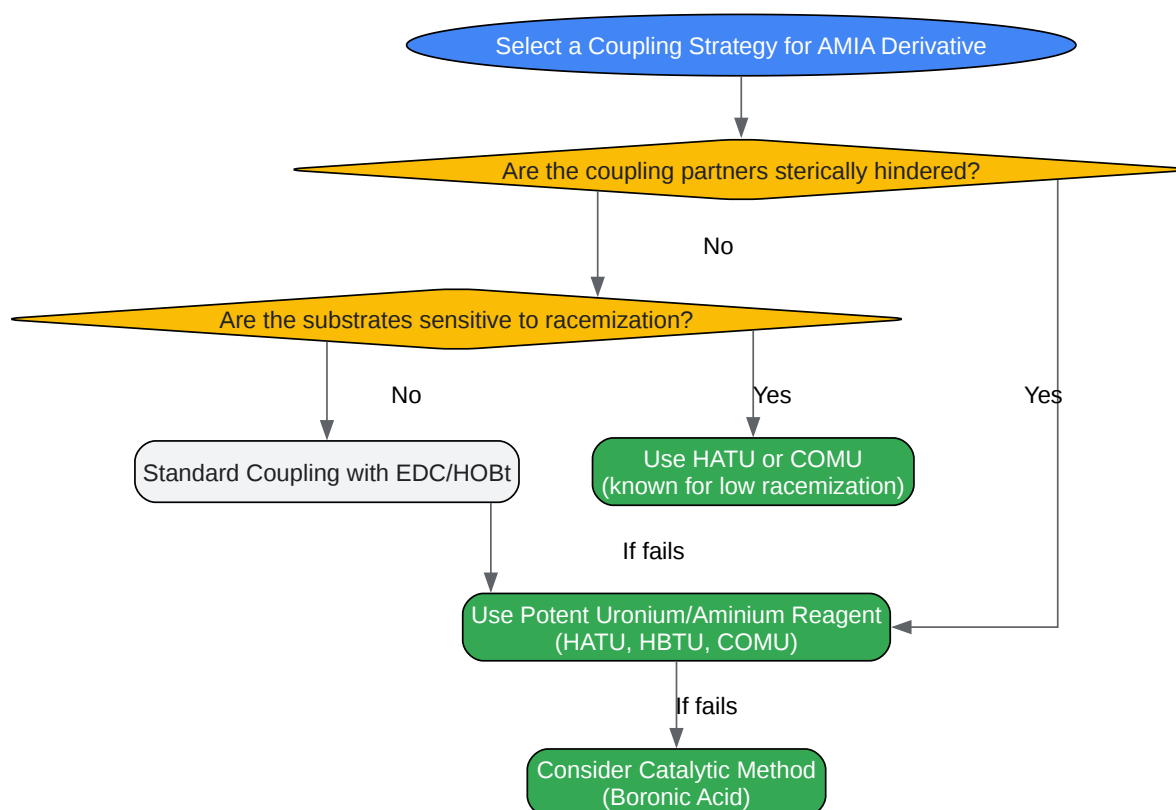 Select a Coupling Strategy for AMIA Derivative
Are the coupling partners sterically hindered?
No
Are the substrates sensitive to racemization?
No
Yes
Yes
Standard Coupling with EDC/HOBt
Use HATU or COMU
(known for low racemization)
If fails
Use Potent Uronium/Aminium Reagent
(HATU, HBTU, COMU)
If fails
Consider Catalytic Method
(Boronic Acid)